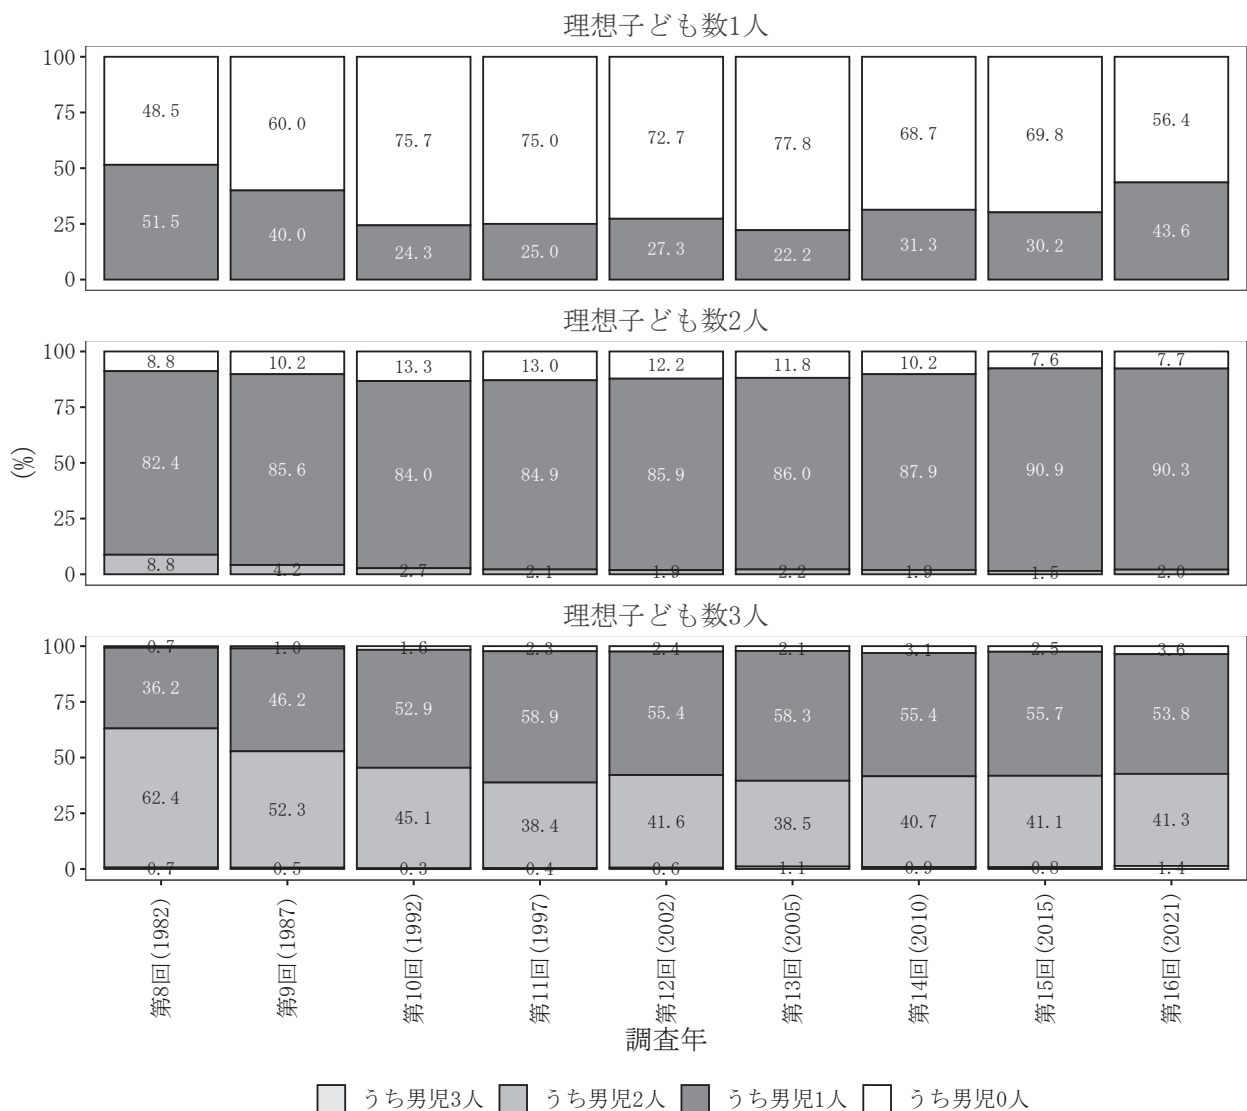 理想子ども数1人
100
75
50
25
0
48.5 60.0 75.7 75.0 72.7 77.8 68.7 69.8 56.4
51.5 40.0 24.3 25.0 27.3 22.2 31.3 30.2 43.6
理想子ども数2人
(%)
100
75
50
25
0
8.8 10.2 13.3 13.0 12.2 11.8 10.2 7.6 7.7
82.4 85.6 84.0 84.9 85.9 86.0 87.9 90.9 90.3
8.8 4.2 2.7 2.1 1.9 2.2 1.9 1.5 2.0
理想子ども数3人
100
75
50
25
0
0.7 1.0 1.6 2.3 2.4 2.1 3.1 2.5 3.6
36.2 46.2 52.9 58.9 55.4 58.3 55.4 55.7 53.8
62.4 52.3 45.1 38.4 41.6 38.5 40.7 41.1 41.3
0.7 0.5 0.3 0.4 0.6 1.1 0.9 0.8 1.4
第8回(1982)
第9回(1987)
第10回(1992)
第11回(1997)
第12回(2002)
第13回(2005)
第14回(2010)
第15回(2015)
第16回(2021)
調査年
うち男児3人 うち男児2人 うち男児1人 うち男児0人